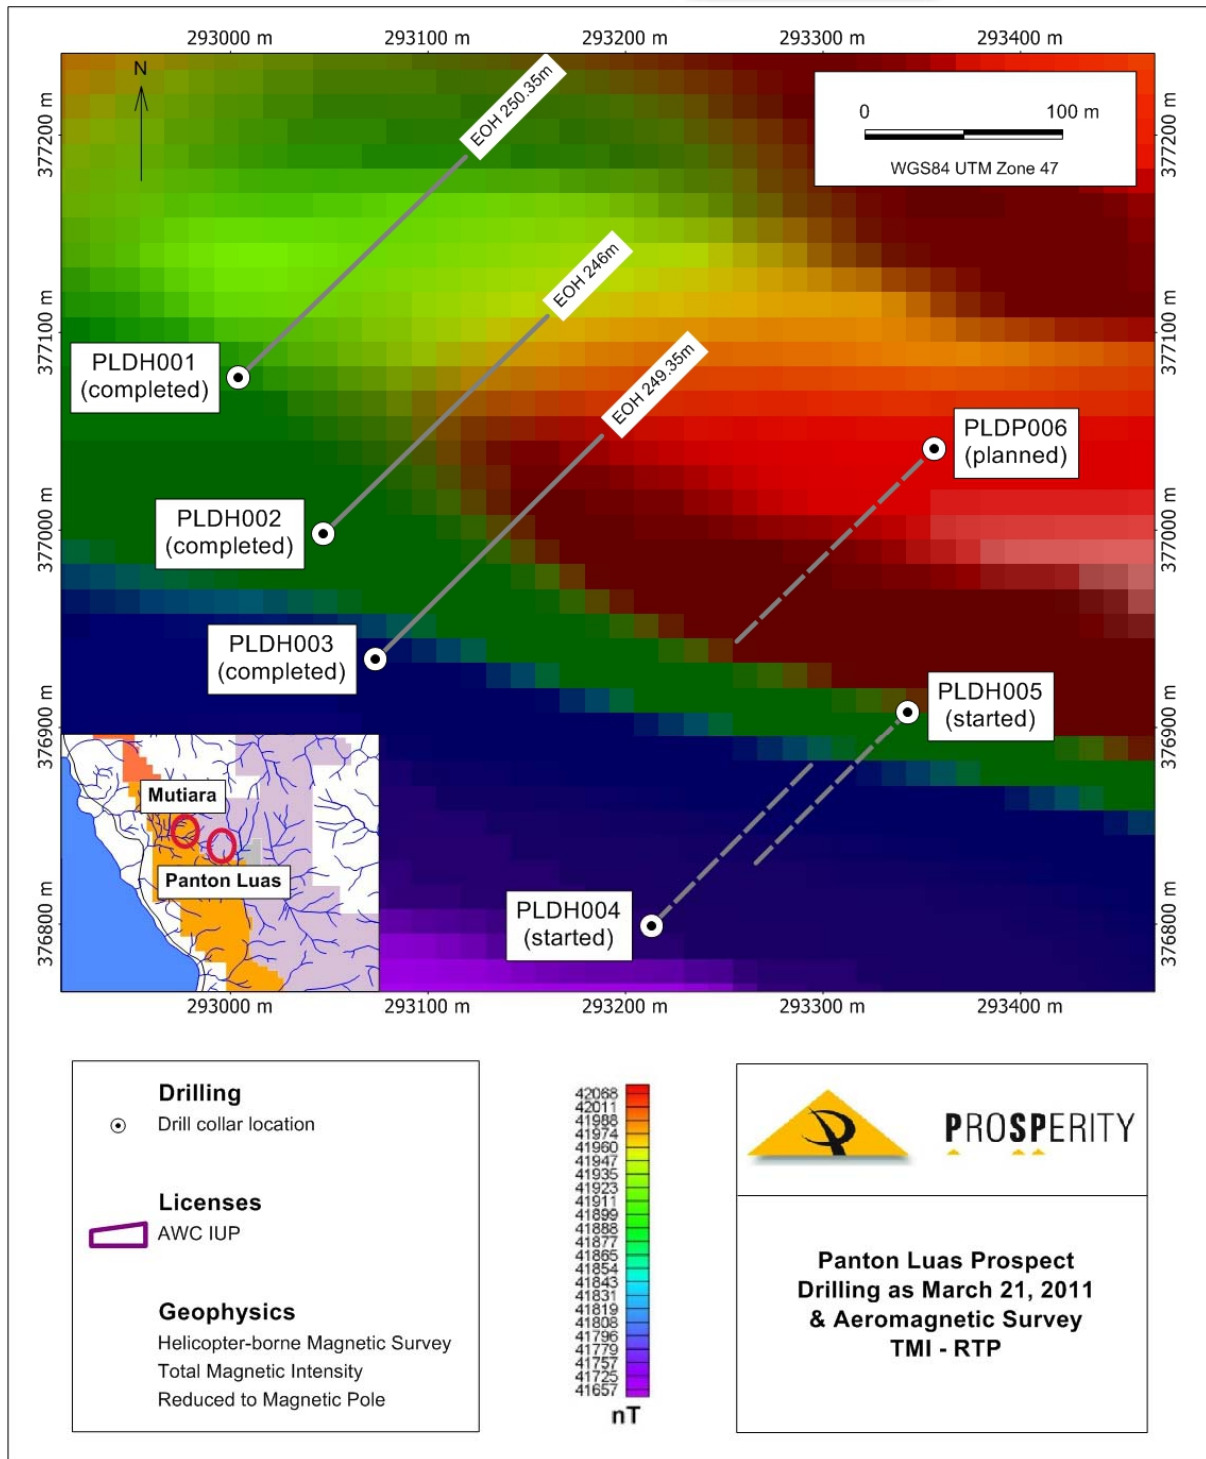 293000 m
293100 m
293200 m
293300 m
293400 m
N
0
100 m
WGS84 UTM Zone 47
377200 m
377200 m
377100 m
377100 m
377000 m
377000 m
376900 m
376900 m
376800 m
376800 m
EOH 250.35m
EOH 246m
EOH 249.35m
PLDH001
(completed)
PLDH002
(completed)
PLDH003
(completed)
PLDP006
(planned)
PLDH005
(started)
PLDH004
(started)
Mutiara
Panton Luas
293000 m
293100 m
293200 m
293300 m
293400 m
Drilling
Drill collar location
Licenses
AWC IUP
Geophysics
Helicopter-borne Magnetic Survey
Total Magnetic Intensity
Reduced to Magnetic Pole
42068
42011
41988
41974
41960
41947
41935
41923
41911
41899
41888
41877
41865
41854
41843
41831
41819
41808
41796
41779
41757
41725
41657
nT
PROSPERITY
Panton Luas Prospect
Drilling as March 21, 2011
& Aeromagnetic Survey
TMI - RTP